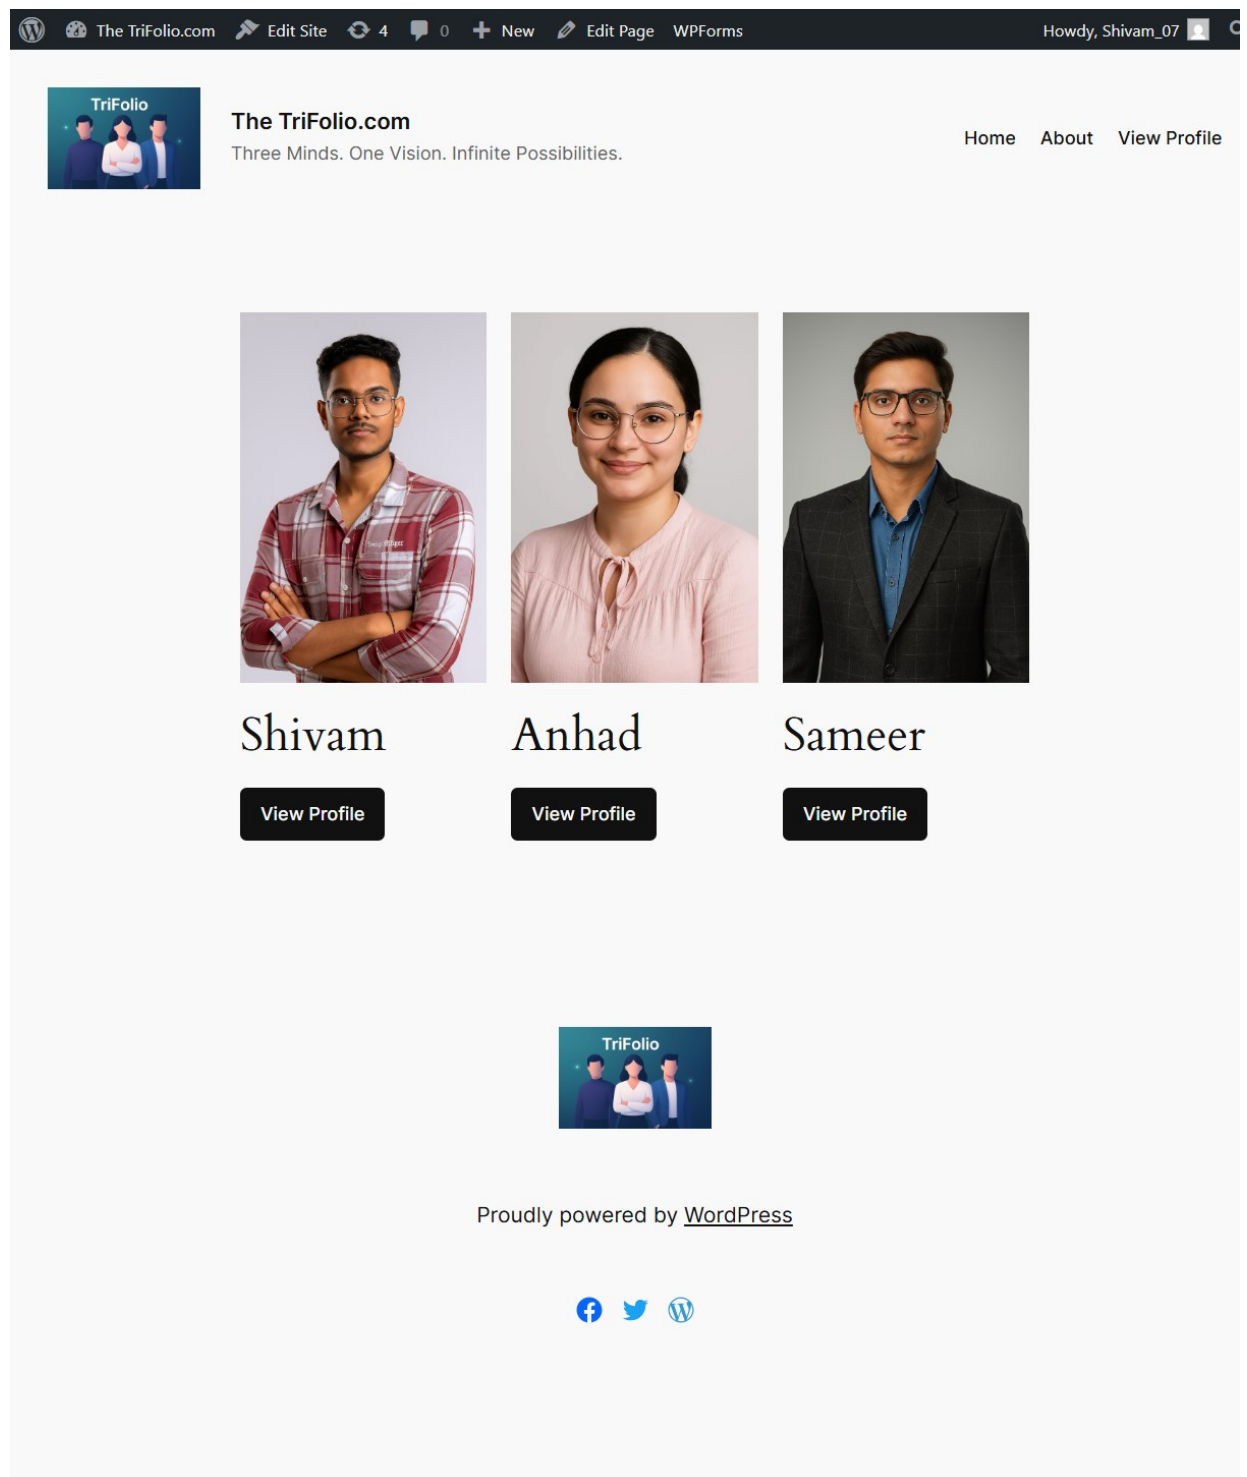 The TriFolio.com Edit Site 4 0 New Edit Page WPForms Howdy, Shivam_07
TriFolio
The TriFolio.com
Three Minds. One Vision. Infinite Possibilities.
Home About View Profile
Shivam Anhad Sameer
View Profile View Profile View Profile
TriFolio
Proudly powered by WordPress